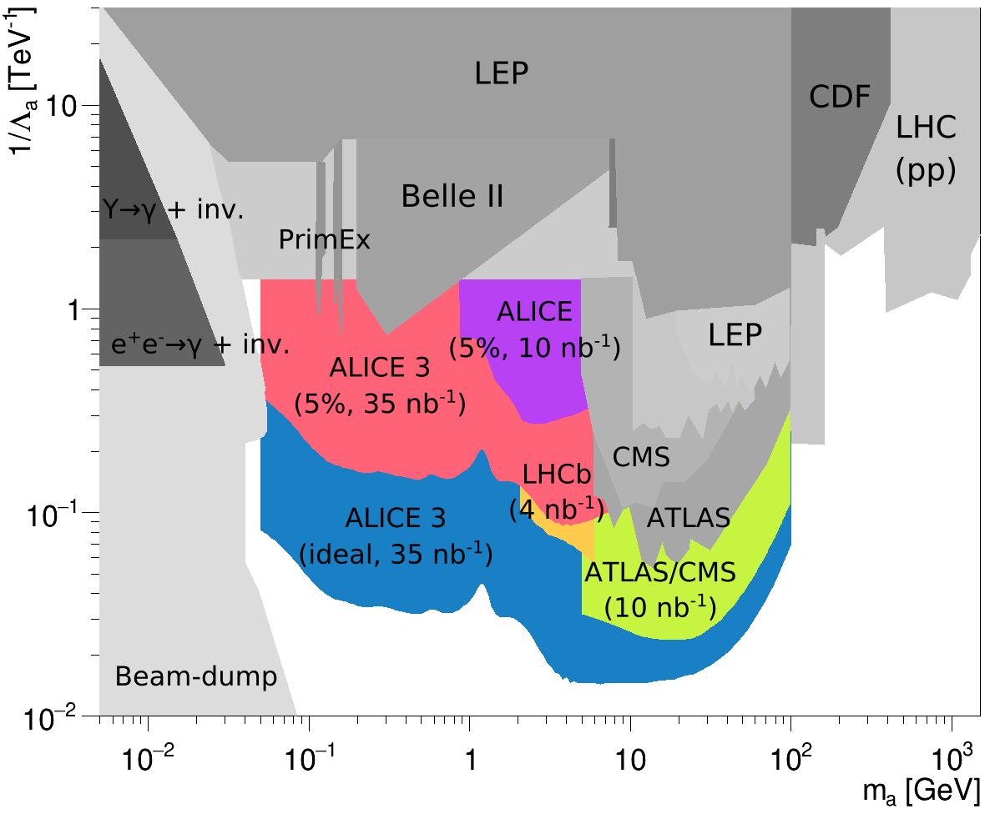 1/Λₐ [TeV⁻¹]
10
1
10⁻¹
10⁻²
LEP
CDF
LHC
(pp)
Belle II
Υ→γ + inv.
PrimEx
ALICE
(5%, 10 nb⁻¹)
LEP
e⁺e⁻→γ + inv.
ALICE 3
(5%, 35 nb⁻¹)
CMS
LHCb
(4 nb⁻¹)
ATLAS
ALICE 3
(ideal, 35 nb⁻¹)
ATLAS/CMS
(10 nb⁻¹)
Beam-dump
10⁻² 10⁻¹ 1 10 10² 10³
mₐ [GeV]